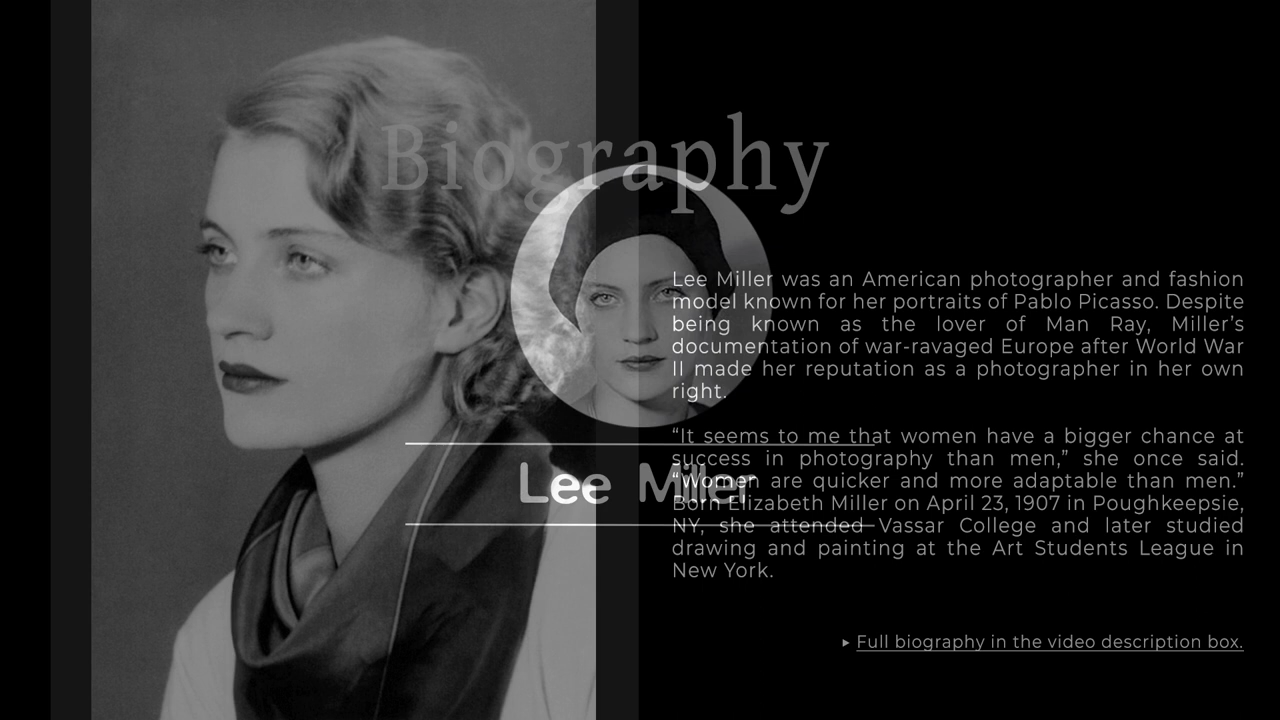 Biography
Lee Miller was an American photographer and fashion
model known for her portraits of Pablo Picasso. Despite
being known as the lover of Man Ray, Miller’s
documentation of war-ravaged Europe after World War
II made her reputation as a photographer in her own
right.
“It seems to me that women have a bigger chance at
success in photography than men,” she once said.
“Women are quicker and more adaptable than men.”
Born Elizabeth Miller on April 23, 1907 in Poughkeepsie,
NY, she attended Vassar College and later studied
drawing and painting at the Art Students League in
New York.
Lee Miller
▸ Full biography in the video description box.